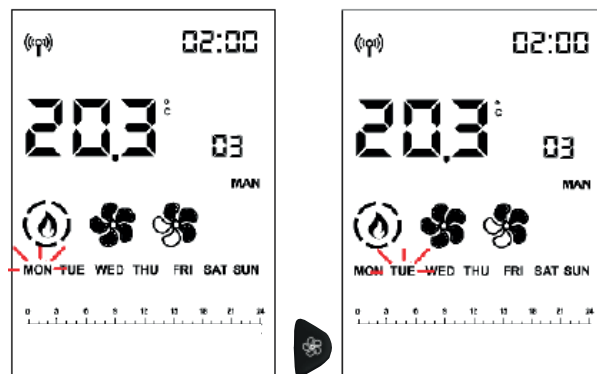 02:00
20.3 °C
03
MAN
MON TUE WED THU FRI SAT SUN
0 3 6 9 12 15 18 21 24
02:00
20.3 °C
03
MAN
MON TUE WED THU FRI SAT SUN
0 3 6 9 12 15 18 21 24